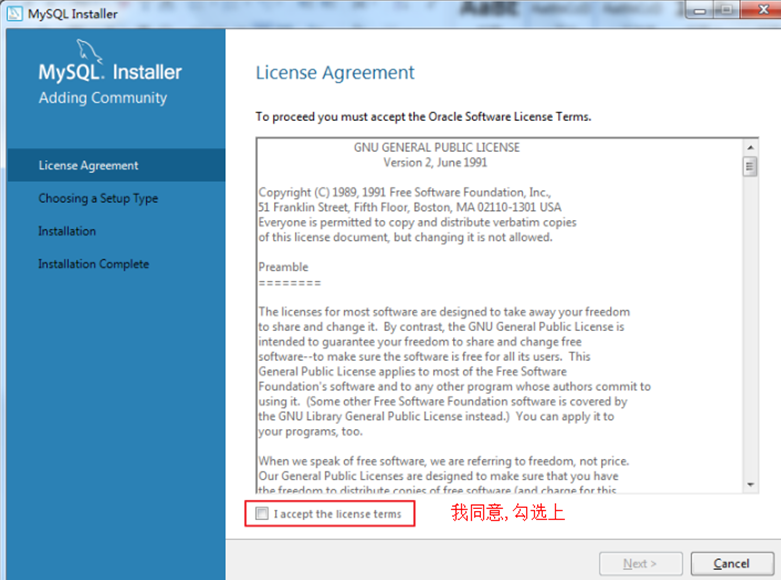 MySQL Installer
MySQL. Installer
Adding Community
License Agreement
Choosing a Setup Type
Installation
Installation Complete
License Agreement
To proceed you must accept the Oracle Software License Terms.
GNU GENERAL PUBLIC LICENSE
Version 2, June 1991
Copyright (C) 1989, 1991 Free Software Foundation, Inc.,
51 Franklin Street, Fifth Floor, Boston, MA 02110-1301 USA
Everyone is permitted to copy and distribute verbatim copies
of this license document, but changing it is not allowed.
Preamble
========
The licenses for most software are designed to take away your freedom
to share and change it.  By contrast, the GNU General Public License is
intended to guarantee your freedom to share and change free
software--to make sure the software is free for all its users.  This
General Public License applies to most of the Free Software
Foundation's software and to any other program whose authors commit to
using it.  (Some other Free Software Foundation software is covered by
the GNU Library General Public License instead.)  You can apply it to
your programs, too.
When we speak of free software, we are referring to freedom, not price.
Our General Public Licenses are designed to make sure that you have
the freedom to distribute copies of free software (and charge for this
I accept the license terms
我同意,勾选上
Next >
Cancel